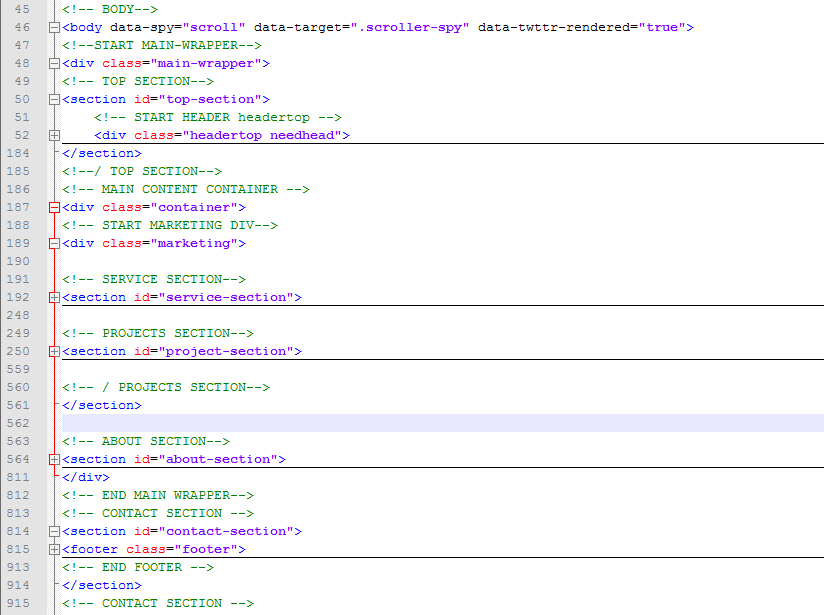 45 <!-- BODY-->
46 <body data-spy="scroll" data-target=".scroller-spy" data-twttr-rendered="true">
47 <!--START MAIN-WRAPPER-->
48 <div class="main-wrapper">
49 <!-- TOP SECTION-->
50 <section id="top-section">
51 <!-- START HEADER headertop -->
52 <div class="headertop needhead">
184 </section>
185 <!--/ TOP SECTION-->
186 <!-- MAIN CONTENT CONTAINER -->
187 <div class="container">
188 <!-- START MARKETING DIV-->
189 <div class="marketing">
190
191 <!-- SERVICE SECTION-->
192 <section id="service-section">
248
249 <!-- PROJECTS SECTION-->
250 <section id="project-section">
559
560 <!-- / PROJECTS SECTION-->
561 </section>
562
563 <!-- ABOUT SECTION-->
564 <section id="about-section">
811 </div>
812 <!-- END MAIN WRAPPER-->
813 <!-- CONTACT SECTION -->
814 <section id="contact-section">
815 <footer class="footer">
913 <!-- END FOOTER -->
914 </section>
915 <!-- CONTACT SECTION -->